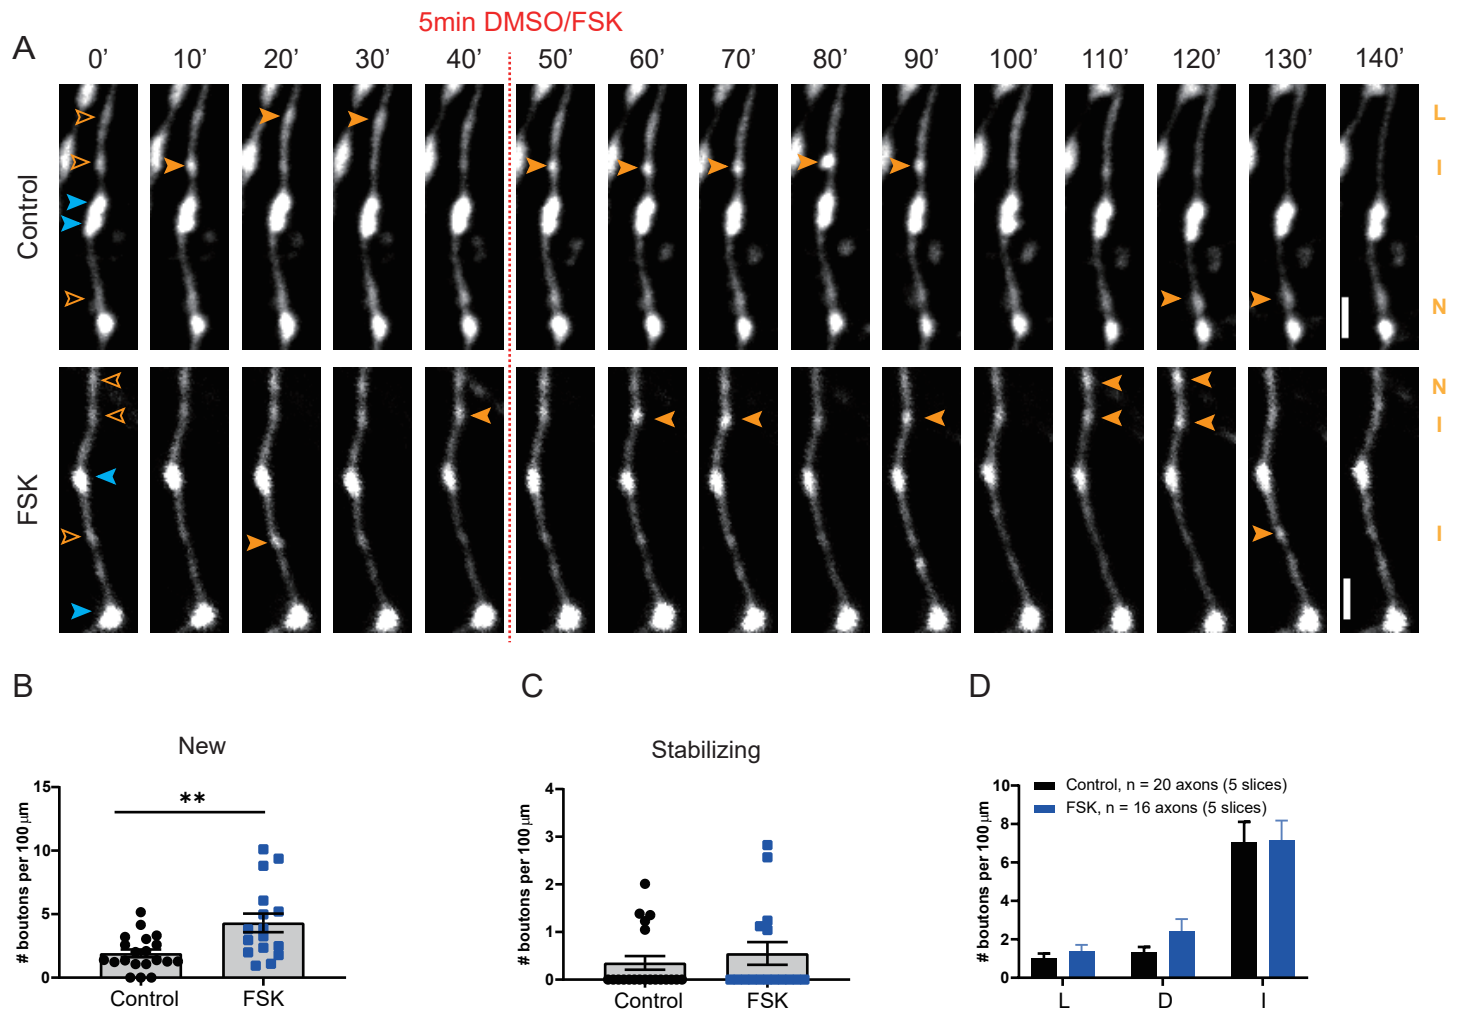 5min DMSO/FSK
A
0’ 10’ 20’ 30’ 40’ 50’ 60’ 70’ 80’ 90’ 100’ 110’ 120’ 130’ 140’
Control
L
I
N
FSK
N
I
I
B
C
D
New
# boutons per 100 µm
15
10
5
0
**
Control FSK
Stabilizing
# boutons per 100 µm
4
3
2
1
0
Control FSK
# boutons per 100 µm
10
8
6
4
2
0
Control, n = 20 axons (5 slices)
FSK, n = 16 axons (5 slices)
L D I